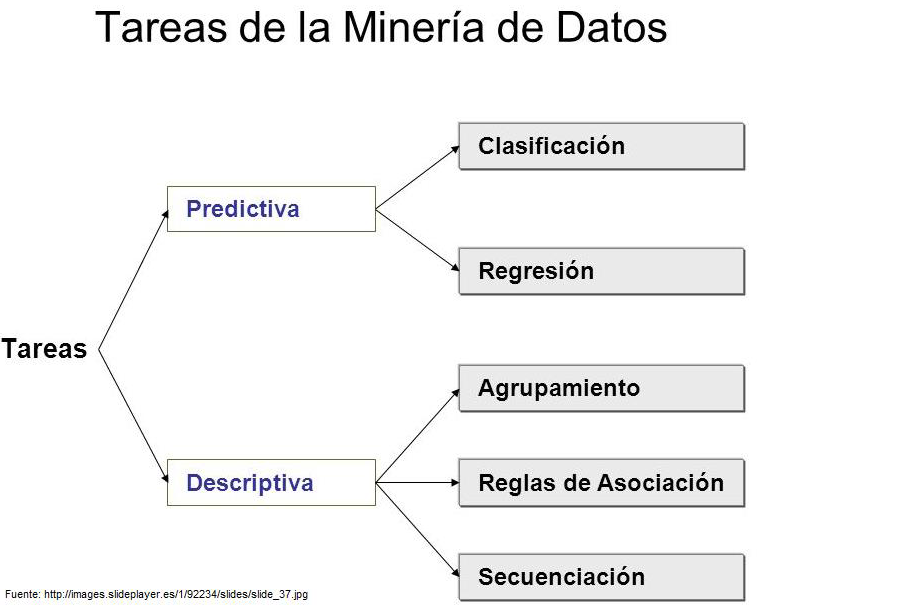 Tareas de la Minería de Datos
Clasificación
Predictiva
Regresión
Tareas
Agrupamiento
Descriptiva
Reglas de Asociación
Secuenciación
Fuente: http://images.slideplayer.es/1/92234/slides/slide_37.jpg